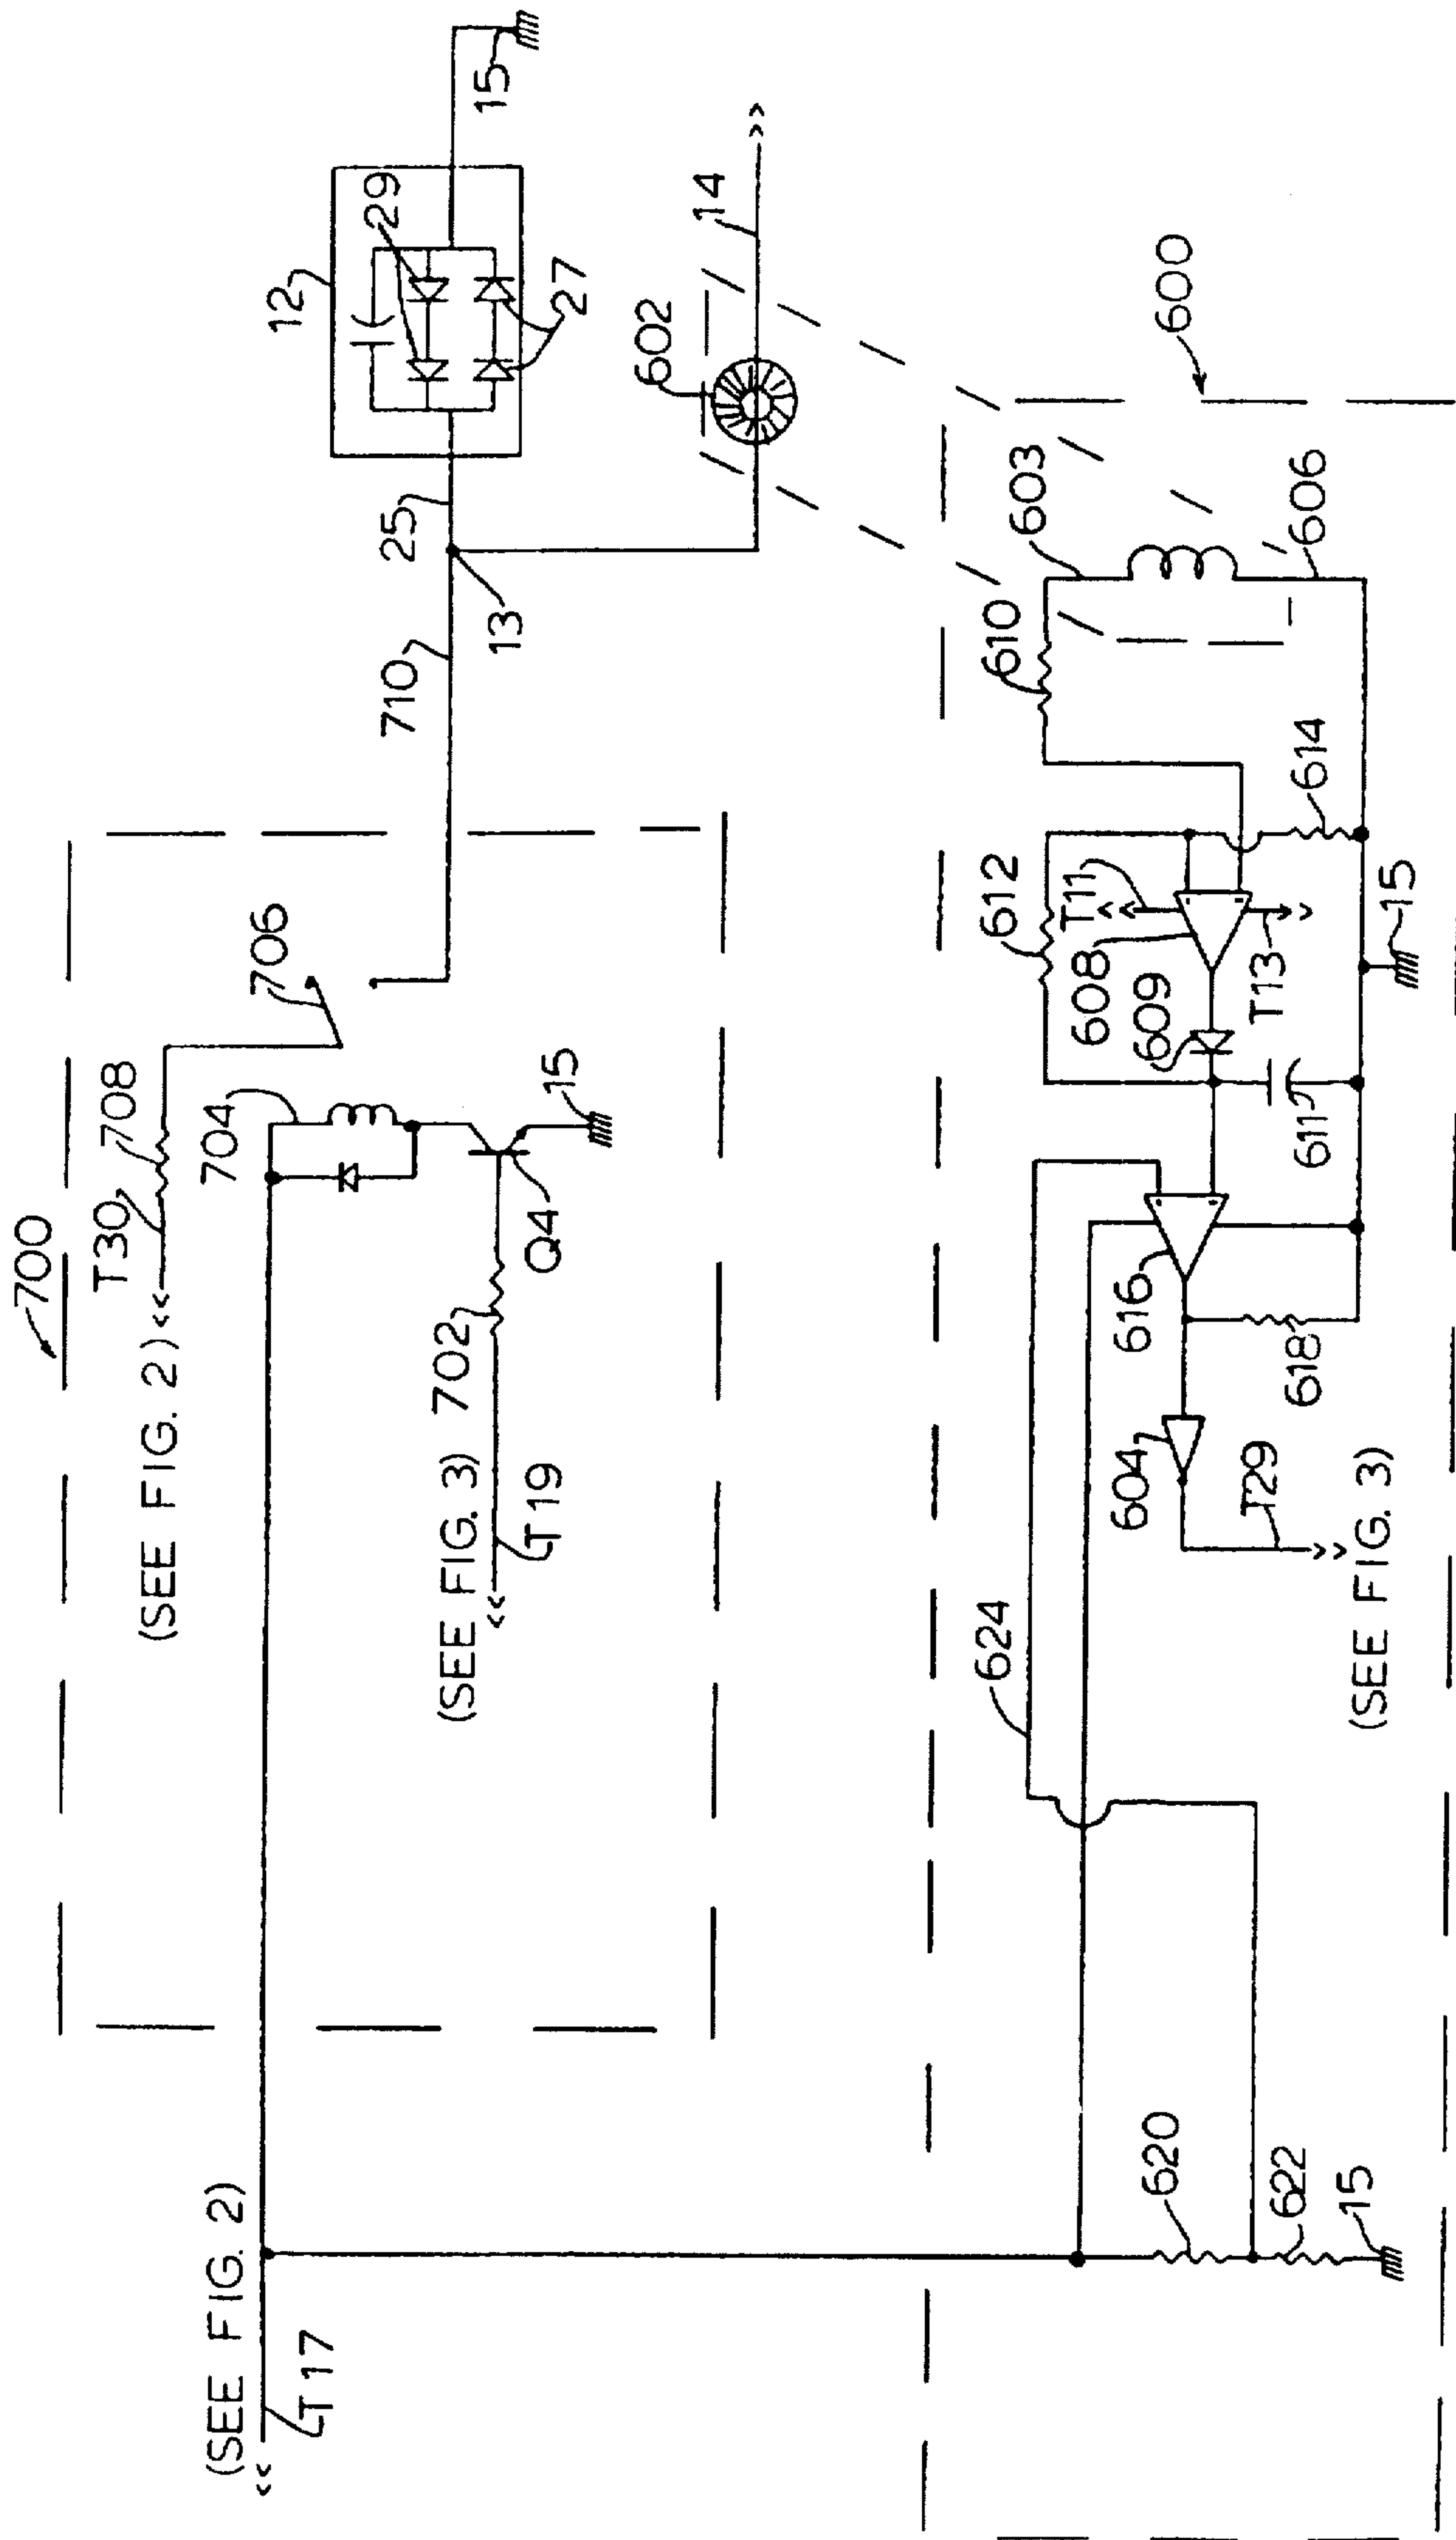 700
(SEE FIG. 2)
T30
708
706
704
(SEE FIG. 3)
702
T19
Q4
15
(SEE FIG. 2)
T17
710
13
25
12
29
27
15
602
14
600
624
616
604
T29
(SEE FIG. 3)
618
620
622
15
612
T11
608
609
T13
611
614
15
610
603
606